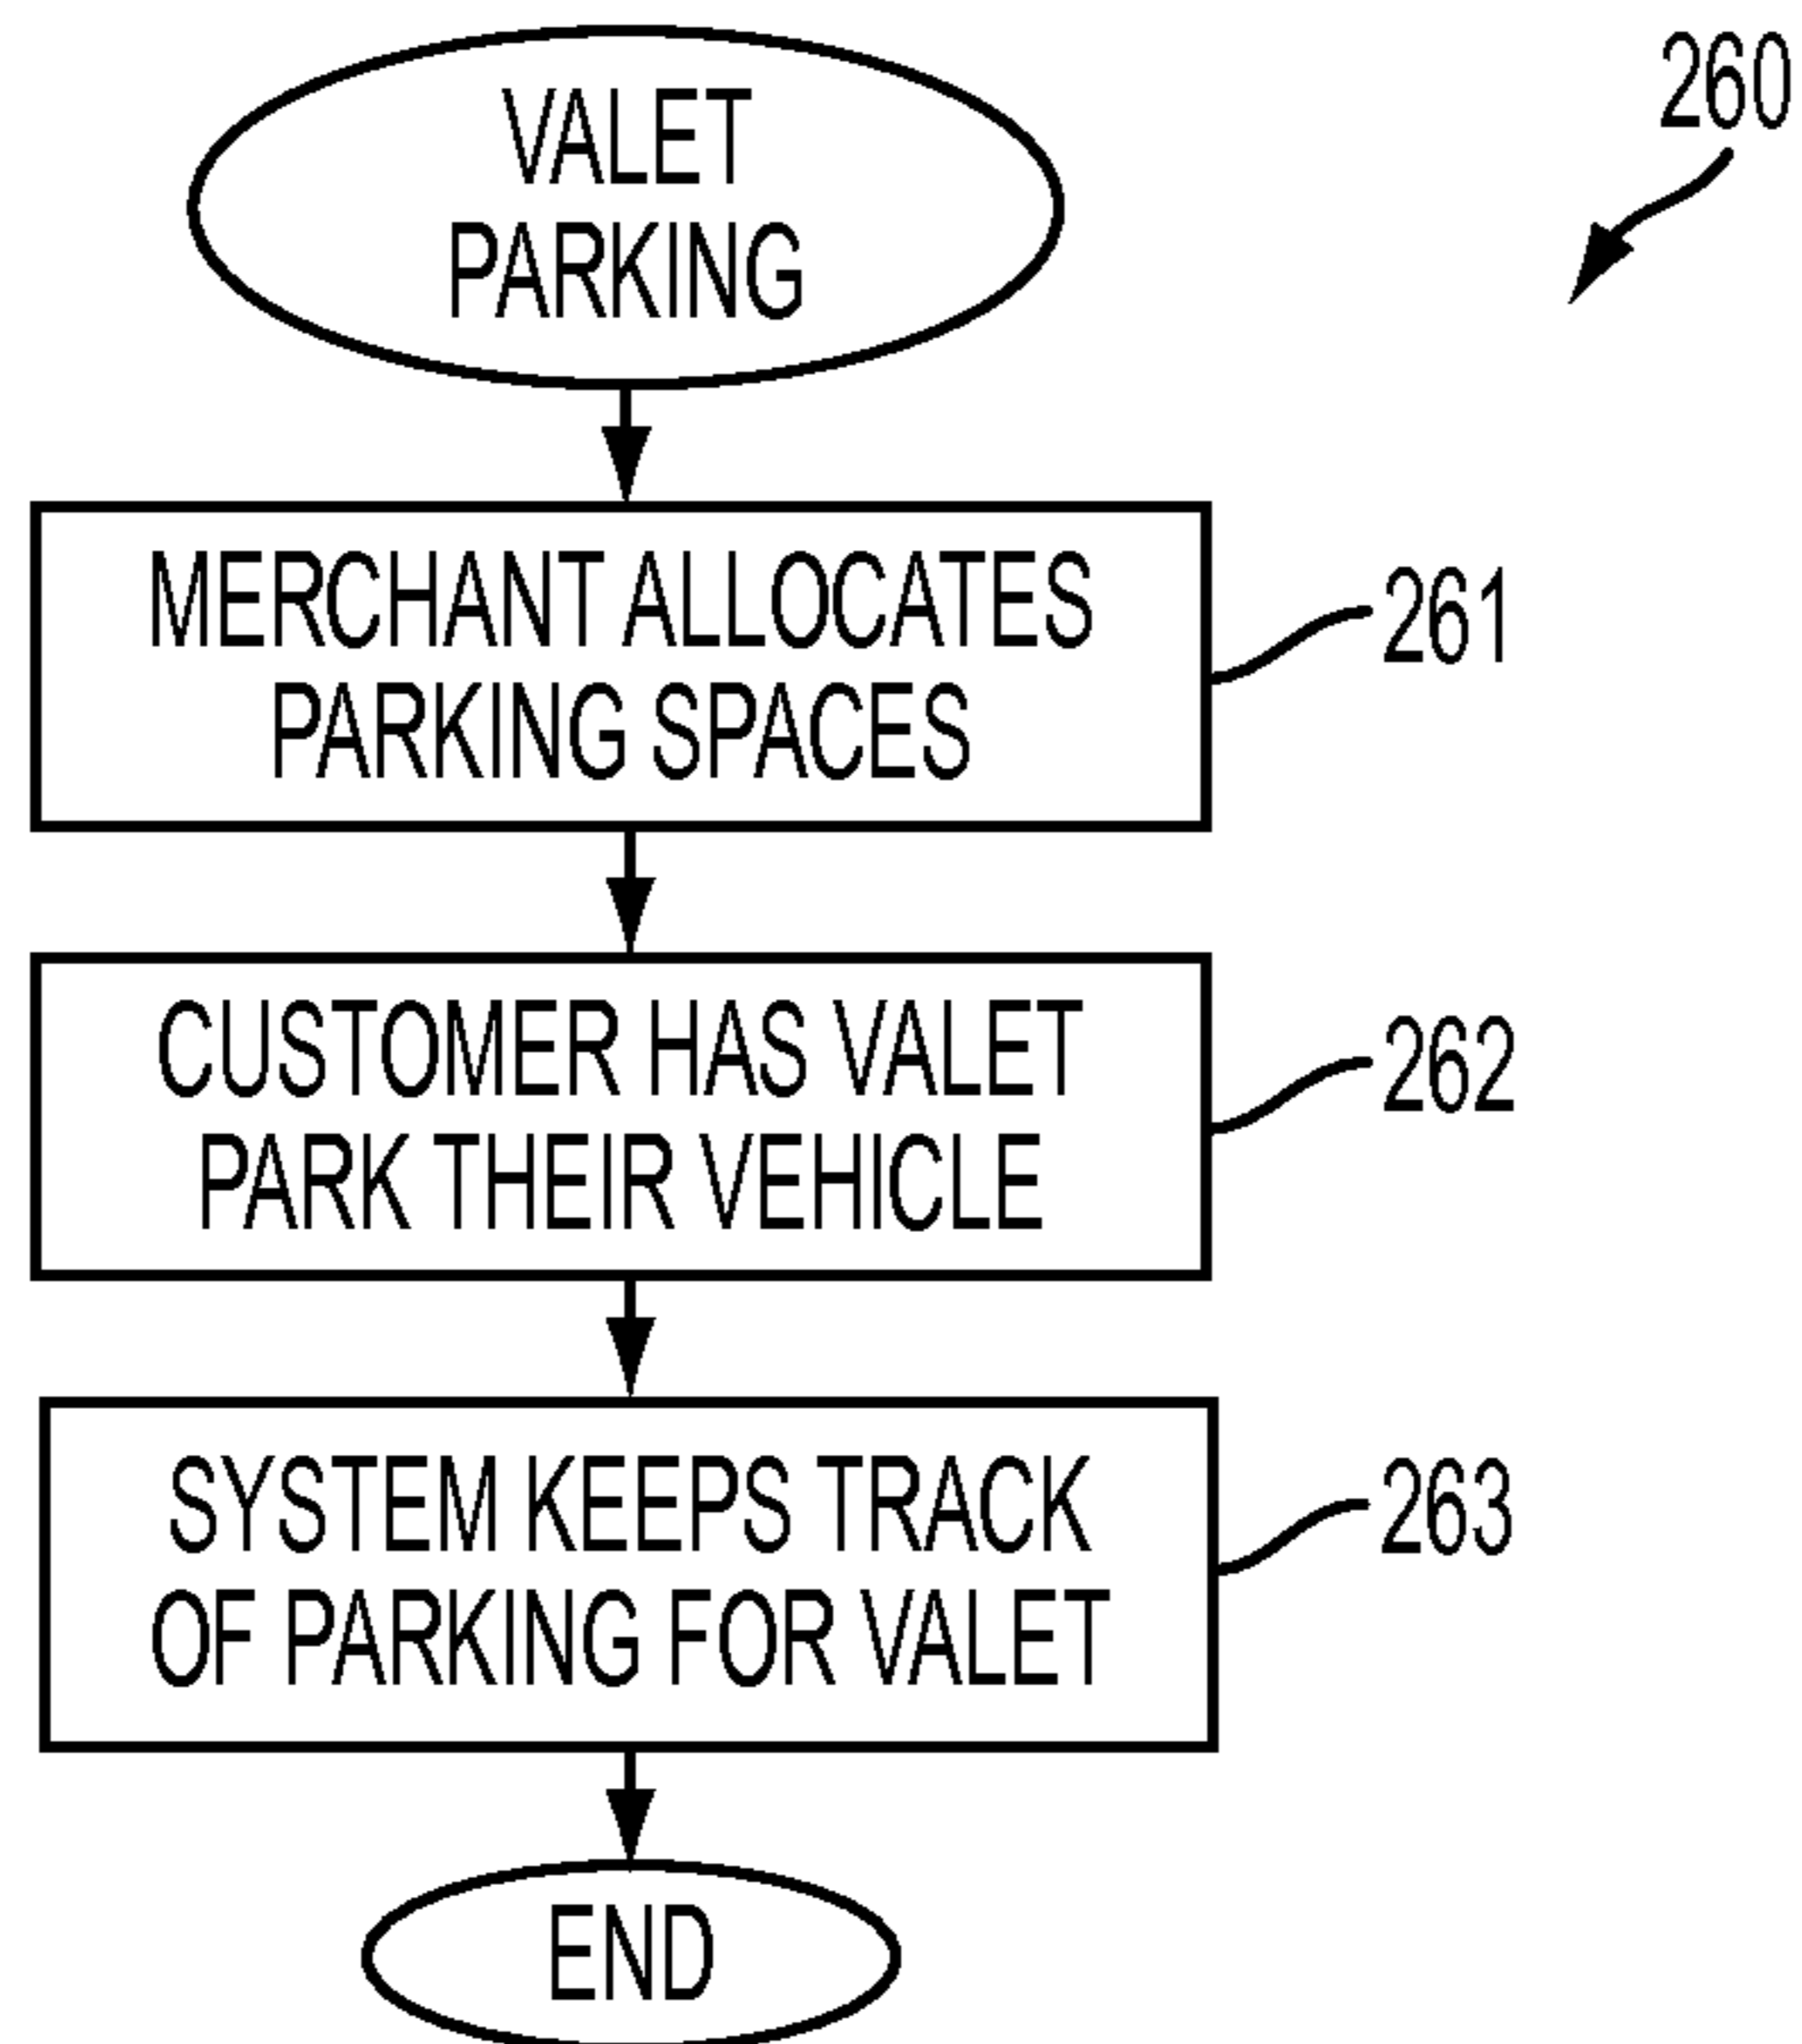 VALET
PARKING
260
MERCHANT ALLOCATES
PARKING SPACES
261
CUSTOMER HAS VALET
PARK THEIR VEHICLE
262
SYSTEM KEEPS TRACK
OF PARKING FOR VALET
263
END